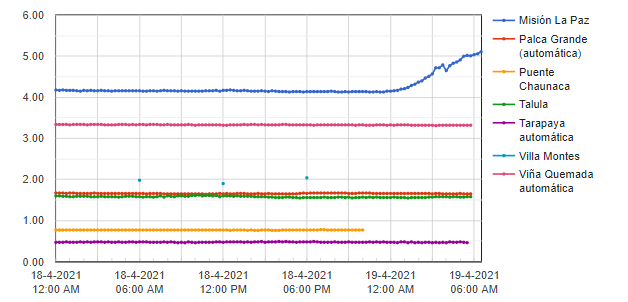 6.00
5.00
4.00
3.00
2.00
1.00
0.00
18-4-2021
12:00 AM
18-4-2021
06:00 AM
18-4-2021
12:00 PM
18-4-2021
06:00 PM
19-4-2021
12:00 AM
19-4-2021
06:00 AM
Misión La Paz
Palca Grande
(automática)
Puente
Chaunaca
Talula
Tarapaya
automática
Villa Montes
Viña Quemada
automática